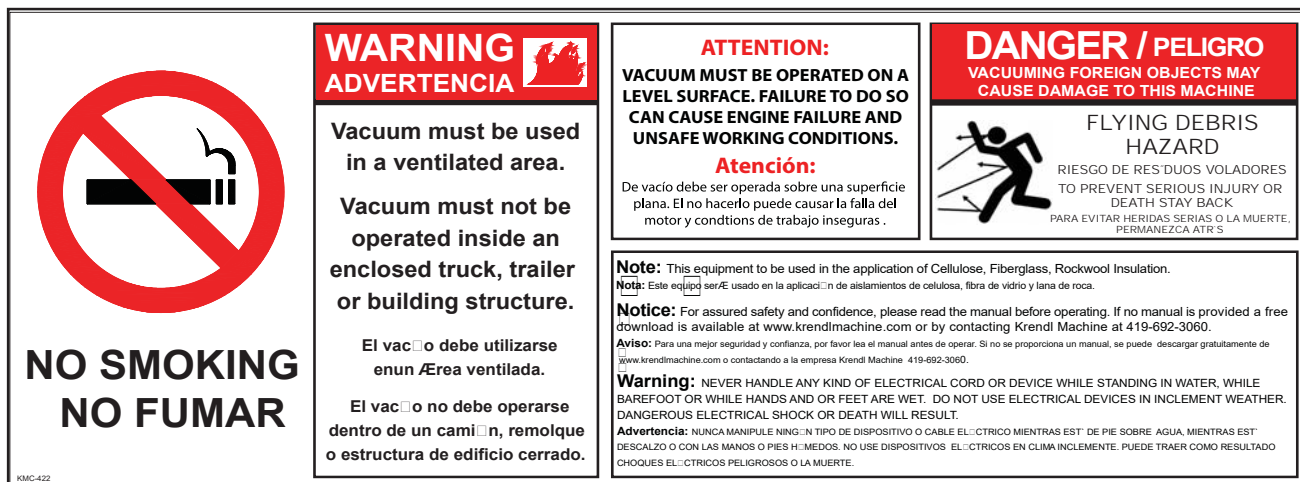 NO SMOKING
NO FUMAR
KMC-422
WARNING
ADVERTENCIA
Vacuum must be used
in a ventilated area.
Vacuum must not be
operated inside an
enclosed truck, trailer
or building structure.
El vac□o debe utilizarse
enun Ærea ventilada.
El vac□o no debe operarse
dentro de un cami□n, remolque
o estructura de edificio cerrado.
ATTENTION:
VACUUM MUST BE OPERATED ON A
LEVEL SURFACE. FAILURE TO DO SO
CAN CAUSE ENGINE FAILURE AND
UNSAFE WORKING CONDITIONS.
Atención:
De vacío debe ser operada sobre una superficie
plana. El no hacerlo puede causar la falla del
motor y condtions de trabajo inseguras .
DANGER / PELIGRO
VACUUMING FOREIGN OBJECTS MAY
CAUSE DAMAGE TO THIS MACHINE
FLYING DEBRIS
HAZARD
RIESGO DE RES¨DUOS VOLADORES
TO PREVENT SERIOUS INJURY OR
DEATH STAY BACK
PARA EVITAR HERIDAS SERIAS O LA MUERTE,
PERMANEZCA ATR`S
Note: This equipment to be used in the application of Cellulose, Fiberglass, Rockwool Insulation.
Nota: Este equipo serÆ usado en la aplicaci□n de aislamientos de celulosa, fibra de vidrio y lana de roca.
Notice: For assured safety and confidence, please read the manual before operating. If no manual is provided a free
download is available at www.krendlmachine.com or by contacting Krendl Machine at 419-692-3060.
Aviso: Para una mejor seguridad y confianza, por favor lea el manual antes de operar. Si no se proporciona un manual, se puede descargar gratuitamente de
www.krendlmachine.com o contactando a la empresa Krendl Machine 419-692-3060.
Warning: NEVER HANDLE ANY KIND OF ELECTRICAL CORD OR DEVICE WHILE STANDING IN WATER, WHILE
BAREFOOT OR WHILE HANDS AND OR FEET ARE WET. DO NOT USE ELECTRICAL DEVICES IN INCLEMENT WEATHER.
DANGEROUS ELECTRICAL SHOCK OR DEATH WILL RESULT.
Advertencia: NUNCA MANIPULE NING□N TIPO DE DISPOSITIVO O CABLE EL□CTRICO MIENTRAS EST` DE PIE SOBRE AGUA, MIENTRAS EST`
DESCALZO O CON LAS MANOS O PIES H□MEDOS. NO USE DISPOSITIVOS EL□CTRICOS EN CLIMA INCLEMENTE. PUEDE TRAER COMO RESULTADO
CHOQUES EL□CTRICOS PELIGROSOS O LA MUERTE.